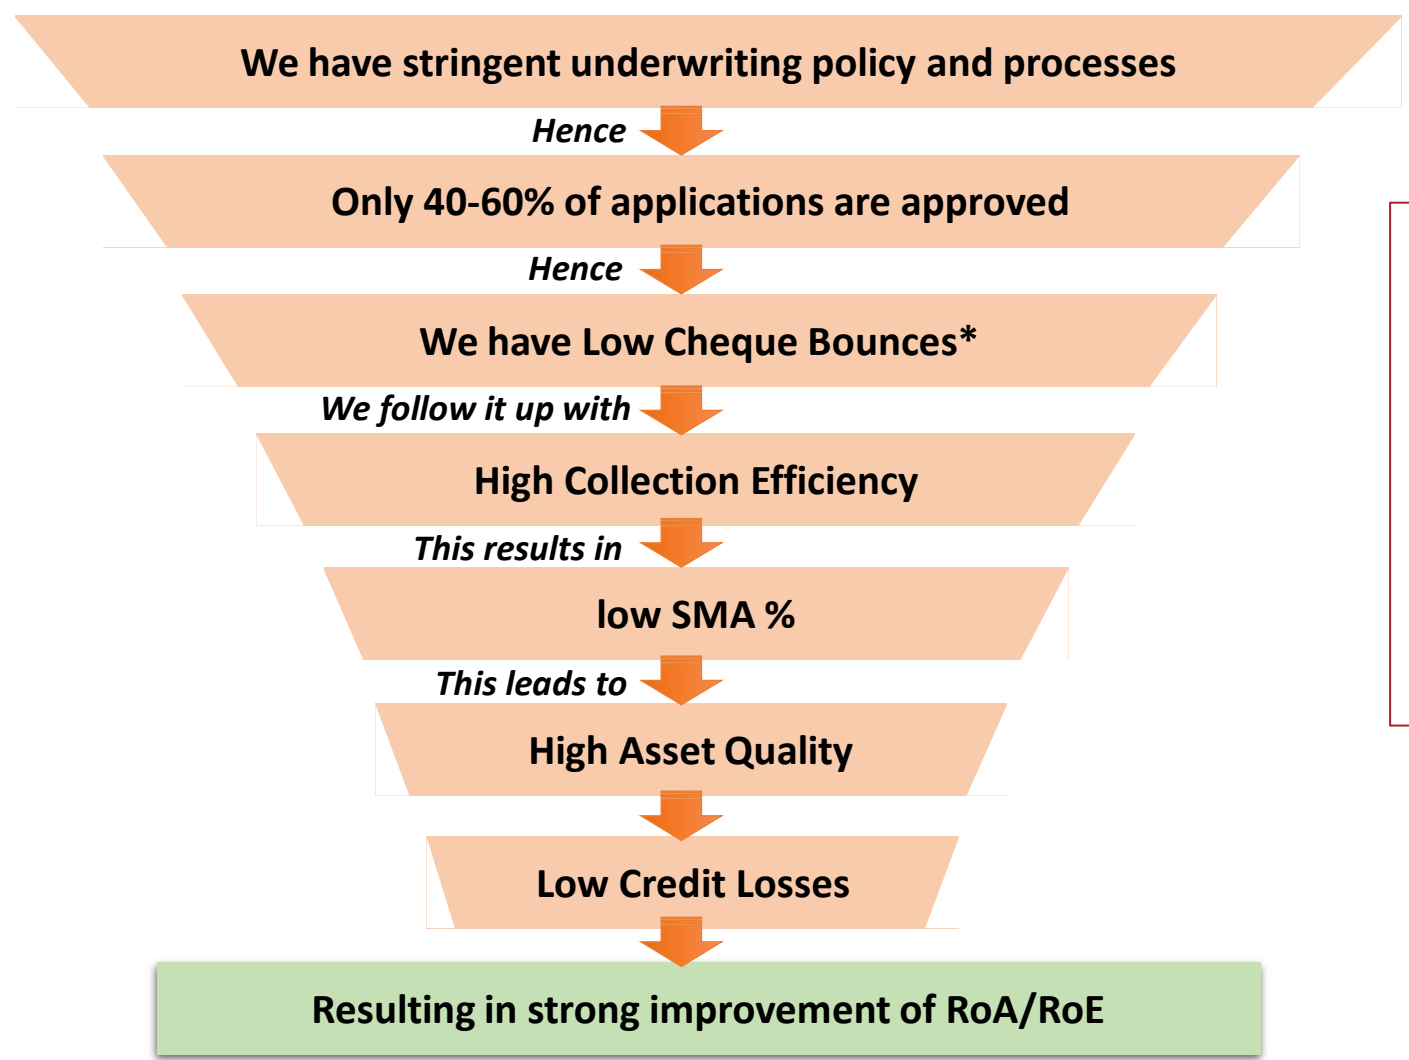 We have stringent underwriting policy and processes
Hence
Only 40-60% of applications are approved
Hence
We have Low Cheque Bounces*
We follow it up with
High Collection Efficiency
This results in
low SMA %
This leads to
High Asset Quality
Low Credit Losses
Resulting in strong improvement of RoA/RoE